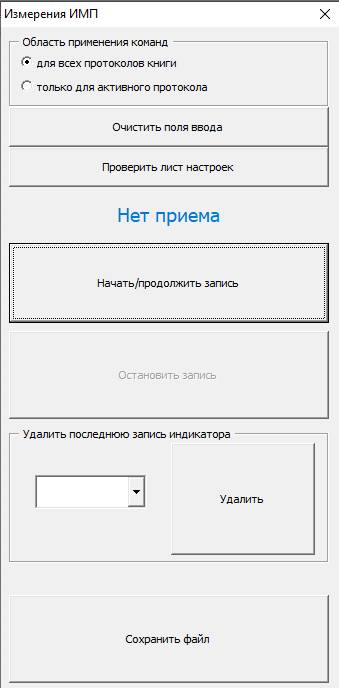 Измерения ИМП
Область применения команд
для всех протоколов книги
только для активного протокола
Очистить поля ввода
Проверить лист настроек
Нет приема
Начать/продолжить запись
Остановить запись
Удалить последнюю запись индикатора
Удалить
Сохранить файл